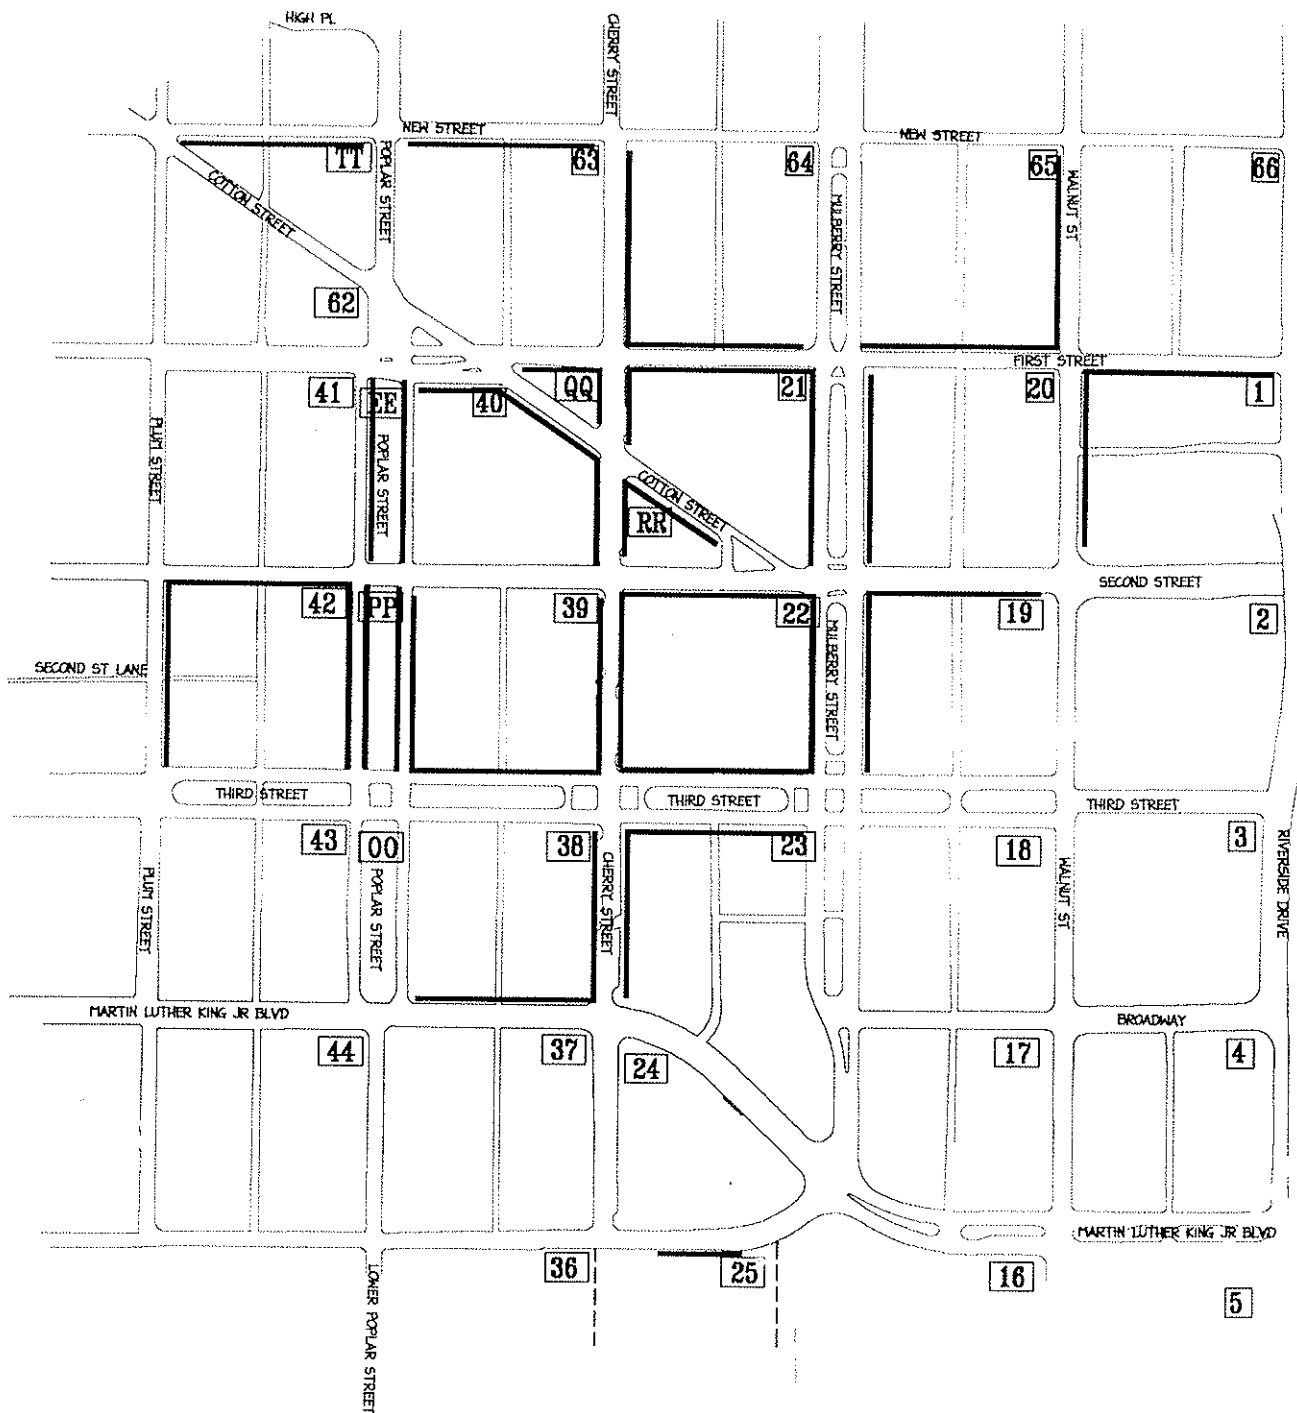 HIGH PL
CHERRY STREET
NEW STREET
NEW STREET
TT
63
64
65
66
POPLAR STREET
COTTON STREET
MULBERRY STREET
WALNUT ST
62
FIRST STREET
41
EE
40
QQ
21
20
1
PLUM STREET
POPLAR STREET
COTTON STREET
RR
SECOND STREET
42
PP
39
22
19
2
MULBERRY STREET
SECOND ST LANE
THIRD STREET
THIRD STREET
THIRD STREET
43
OO
38
23
18
3
PLUM STREET
POPLAR STREET
CHERRY STREET
WALNUT ST
RIVERSIDE DRIVE
MARTIN LUTHER KING JR BLVD
BROADWAY
44
37
24
17
4
MARTIN LUTHER KING JR BLVD
36
25
16
5
LOWER POPLAR STREET